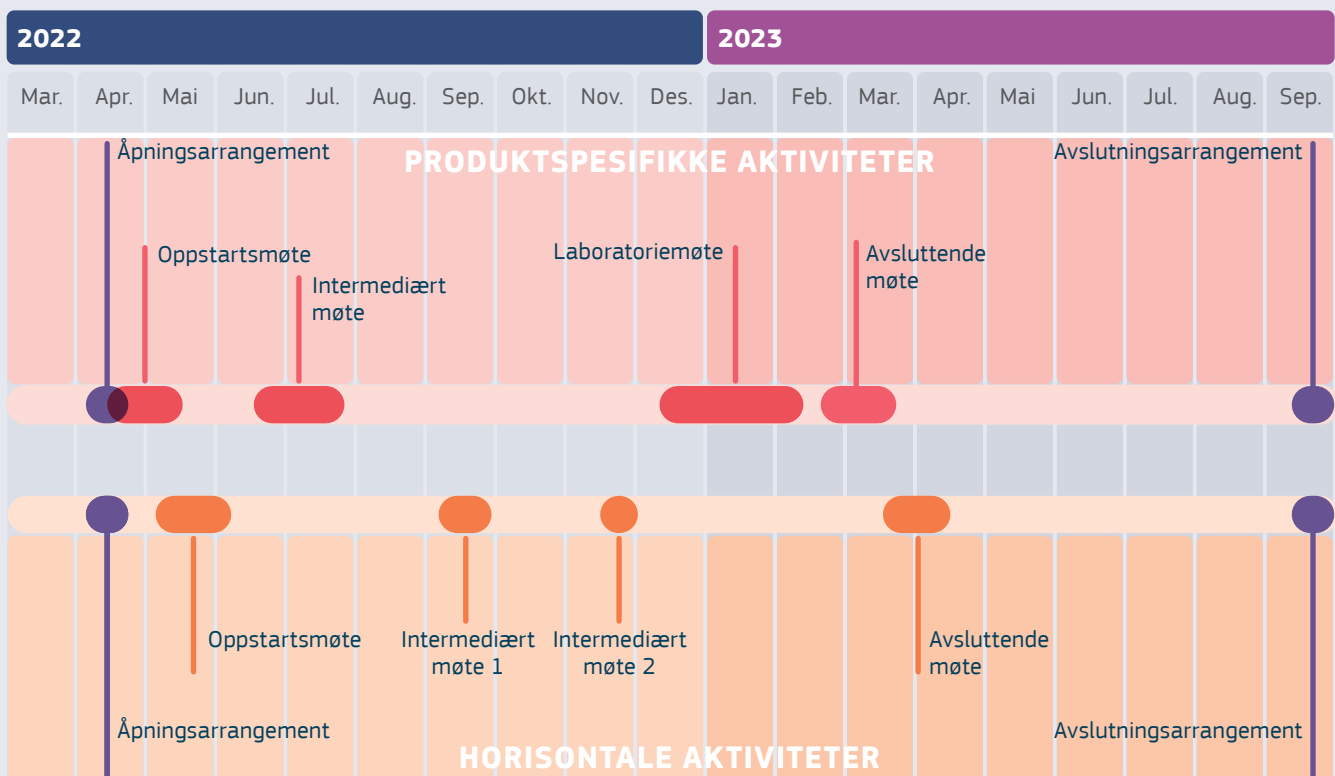 2022 2023
Mar. Apr. Mai Jun. Jul. Aug. Sep. Okt. Nov. Des. Jan. Feb. Mar. Apr. Mai Jun. Jul. Aug. Sep.
Åpningsarrangement
PRODUKTSPESIFIKKE AKTIVITETER
Avslutningsarrangement
Oppstartsmøte
Intermediært
møte
Laboratoriemøte
Avsluttende
møte
Oppstartsmøte
Intermediært
møte 1
Intermediært
møte 2
Avsluttende
møte
Åpningsarrangement
Avslutningsarrangement
HORISONTALE AKTIVITETER